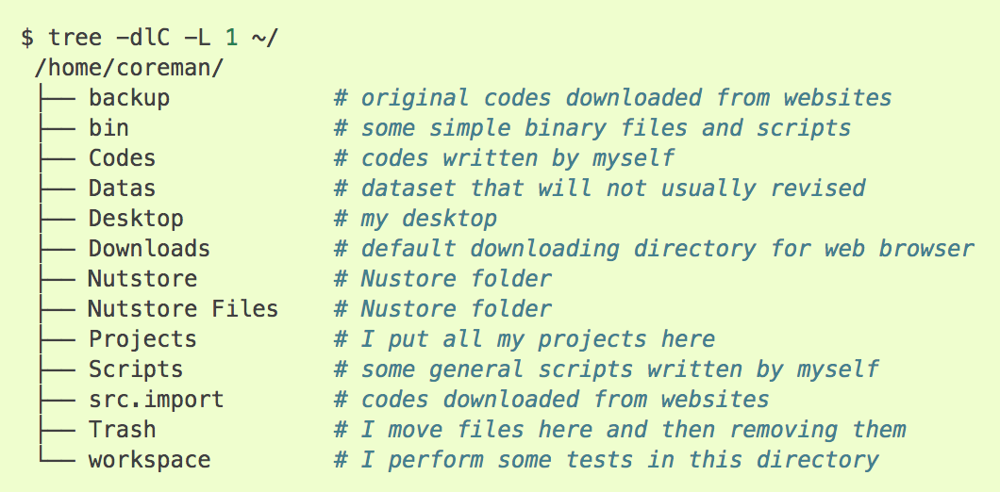 $ tree -dlC -L 1 ~/
/home/coreman/
├── backup            # original codes downloaded from websites
├── bin               # some simple binary files and scripts
├── Codes             # codes written by myself
├── Datas             # dataset that will not usually revised
├── Desktop           # my desktop
├── Downloads         # default downloading directory for web browser
├── Nutstore          # Nustore folder
├── Nutstore Files    # Nustore folder
├── Projects          # I put all my projects here
├── Scripts           # some general scripts written by myself
├── src.import        # codes downloaded from websites
├── Trash             # I move files here and then removing them
└── workspace         # I perform some tests in this directory